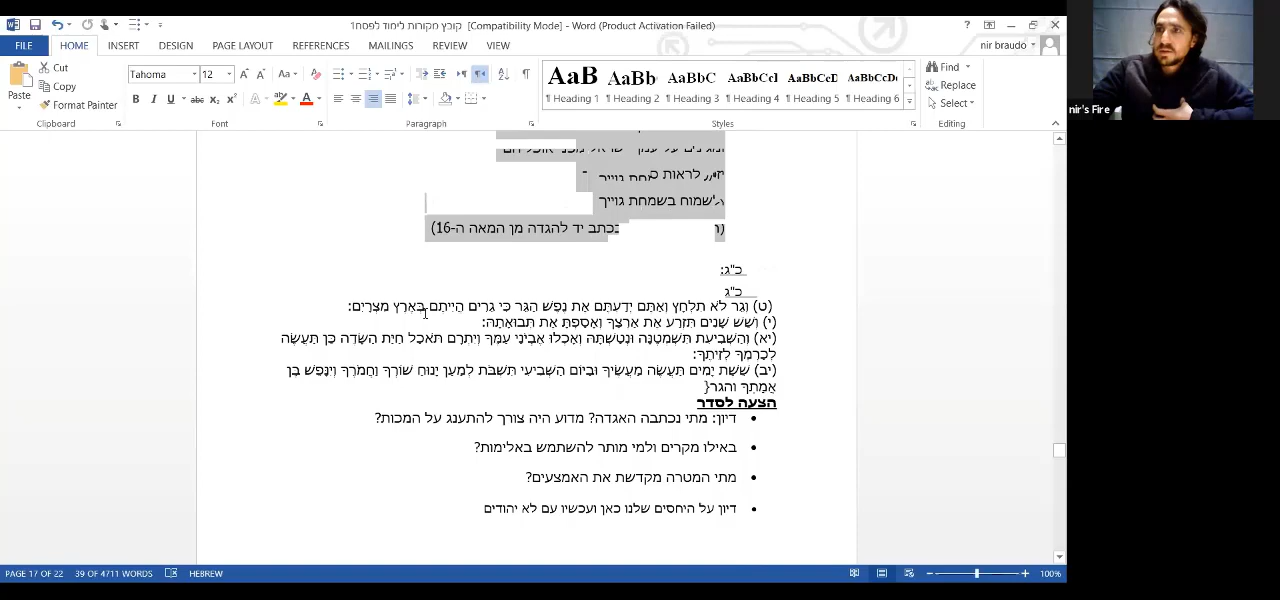 קובץ מקורות לימוד לפסח1 [Compatibility Mode] - Word (Product Activation Failed)
FILE HOME INSERT DESIGN PAGE LAYOUT REFERENCES MAILINGS REVIEW VIEW nir braudo
Paste Cut Copy Format Painter
Tahoma 12
AaB AaBb AaBbC AaBbCcI AaBbCcD AaBbCcDc
¶ Heading 1 ¶ Heading 2 ¶ Heading 3 ¶ Heading 4 ¶ Heading 5 ¶ Heading 6
Find Replace Select
Clipboard Font Paragraph Styles Editing
nir's Fire
על עמך
לראות
לשמוח בשמחת גוייך
בכתב יד להגדה מן המאה ה-16)
כ"ג:
כ"ג
(ט) וְגֵר לֹא תִלְחָץ וְאַתֶּם יְדַעְתֶּם אֶת נֶפֶשׁ הַגֵּר כִּי גֵרִים הֱיִיתֶם בְּאֶרֶץ מִצְרָיִם:
(י) וְשֵׁשׁ שָׁנִים תִּזְרַע אֶת אַרְצֶךָ וְאָסַפְתָּ אֶת תְּבוּאָתָהּ:
(יא) וְהַשְּׁבִיעִת תִּשְׁמְטֶנָּה וּנְטַשְׁתָּהּ וְאָכְלוּ אֶבְיֹנֵי עַמֶּךָ וְיִתְרָם תֹּאכַל חַיַּת הַשָּׂדֶה כֵּן תַּעֲשֶׂה
לְכַרְמְךָ לְזֵיתֶךָ:
(יב) שֵׁשֶׁת יָמִים תַּעֲשֶׂה מַעֲשֶׂיךָ וּבַיּוֹם הַשְּׁבִיעִי תִּשְׁבֹּת לְמַעַן יָנוּחַ שׁוֹרְךָ וַחֲמֹרֶךָ וְיִנָּפֵשׁ בֶּן
אֲמָתְךָ והגר{
הצעה לסדר
• דיון: מתי נכתבה האגדה? מדוע היה צורך להתענג על המכות?
• באילו מקרים ולמי מותר להשתמש באלימות?
• מתי המטרה מקדשת את האמצעים?
• דיון על היחסים שלנו כאן ועכשיו עם לא יהודים
PAGE 17 OF 22 39 OF 4711 WORDS HEBREW 100%